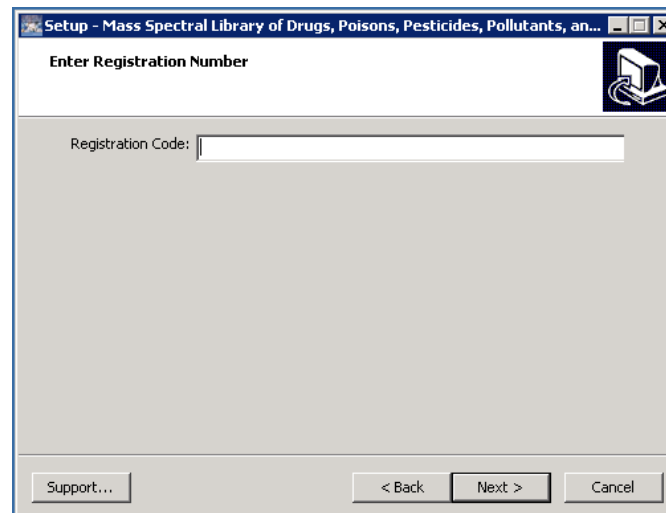 Setup - Mass Spectral Library of Drugs, Poisons, Pesticides, Pollutants, an...
Enter Registration Number
Registration Code:
Support...
< Back
Next >
Cancel